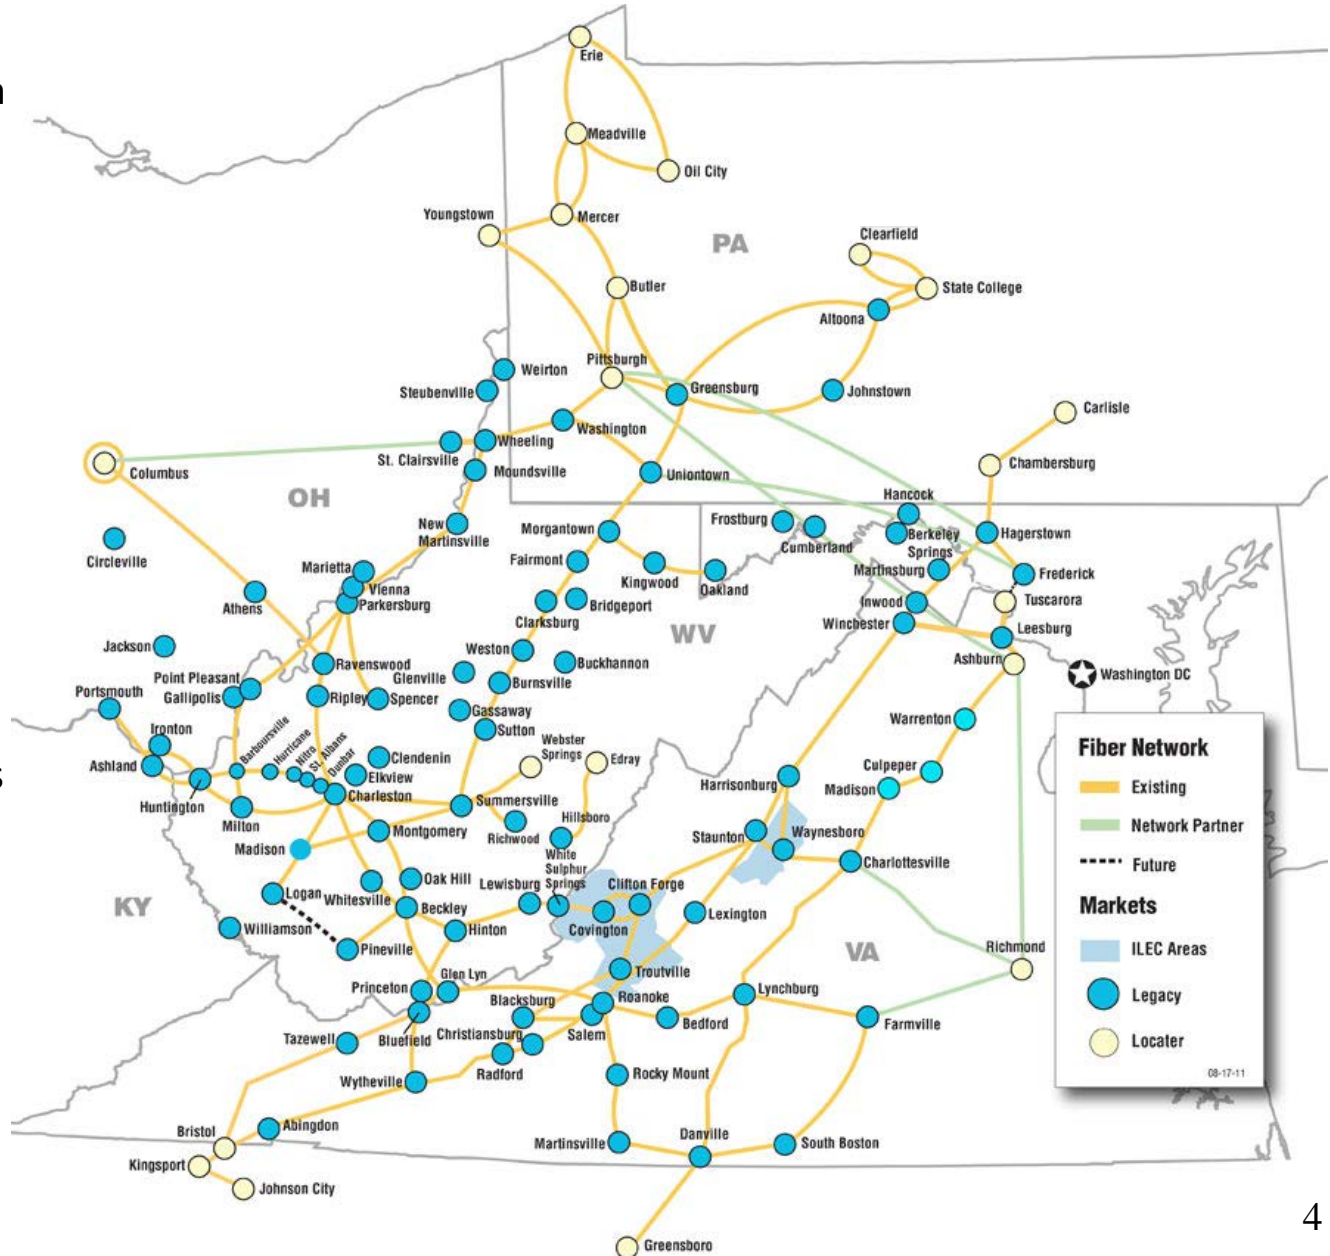 n
s
Erie
Meadville
Oil City
Youngstown
Mercer
PA
Clearfield
State College
Butler
Altoona
Pittsburgh
Greensburg
Johnstown
Weirton
Steubenville
Carlisle
Washington
Wheeling
St. Clairsville
Columbus
Moundsville
Uniontown
Chambersburg
OH
Hancock
New
Martinsville
Morgantown
Frostburg
Cumberland
Berkeley
Springs
Hagerstown
Circleville
Fairmont
Kingwood
Oakland
Martinsburg
Frederick
Marietta
Vienna
Parkersburg
Athens
Clarksburg
Bridgeport
Inwood
Tuscarora
Winchester
Leesburg
WV
Jackson
Weston
Buckhannon
Ashburn
Washington DC
Ravenswood
Glenville
Burnsville
Point Pleasant
Gallipolis
Ripley
Spencer
Portsmouth
Gassaway
Sutton
Warrenton
Ironton
Barboursville
Hurricane
Nitro
St. Albans
Dunbar
Clendenin
Elkview
Webster
Springs
Edray
Ashland
Culpeper
Madison
Huntington
Charleston
Summersville
Harrisonburg
Milton
Montgomery
Richwood
Hillsboro
Staunton
Waynesboro
Madison
White
Sulphur
Springs
Charlottesville
Logan
Whitesville
Oak Hill
Lewisburg
Clifton Forge
KY
Beckley
Covington
Lexington
Williamson
Hinton
Pineville
VA
Richmond
Princeton
Glen Lyn
Troutville
Blacksburg
Roanoke
Lynchburg
Tazewell
Bluefield
Christiansburg
Salem
Bedford
Farmville
Wytheville
Radford
Rocky Mount
Bristol
Abingdon
Martinsville
Danville
South Boston
Kingsport
Johnson City
Greensboro
Fiber Network
Existing
Network Partner
Future
Markets
ILEC Areas
Legacy
Locater
08-17-11
4